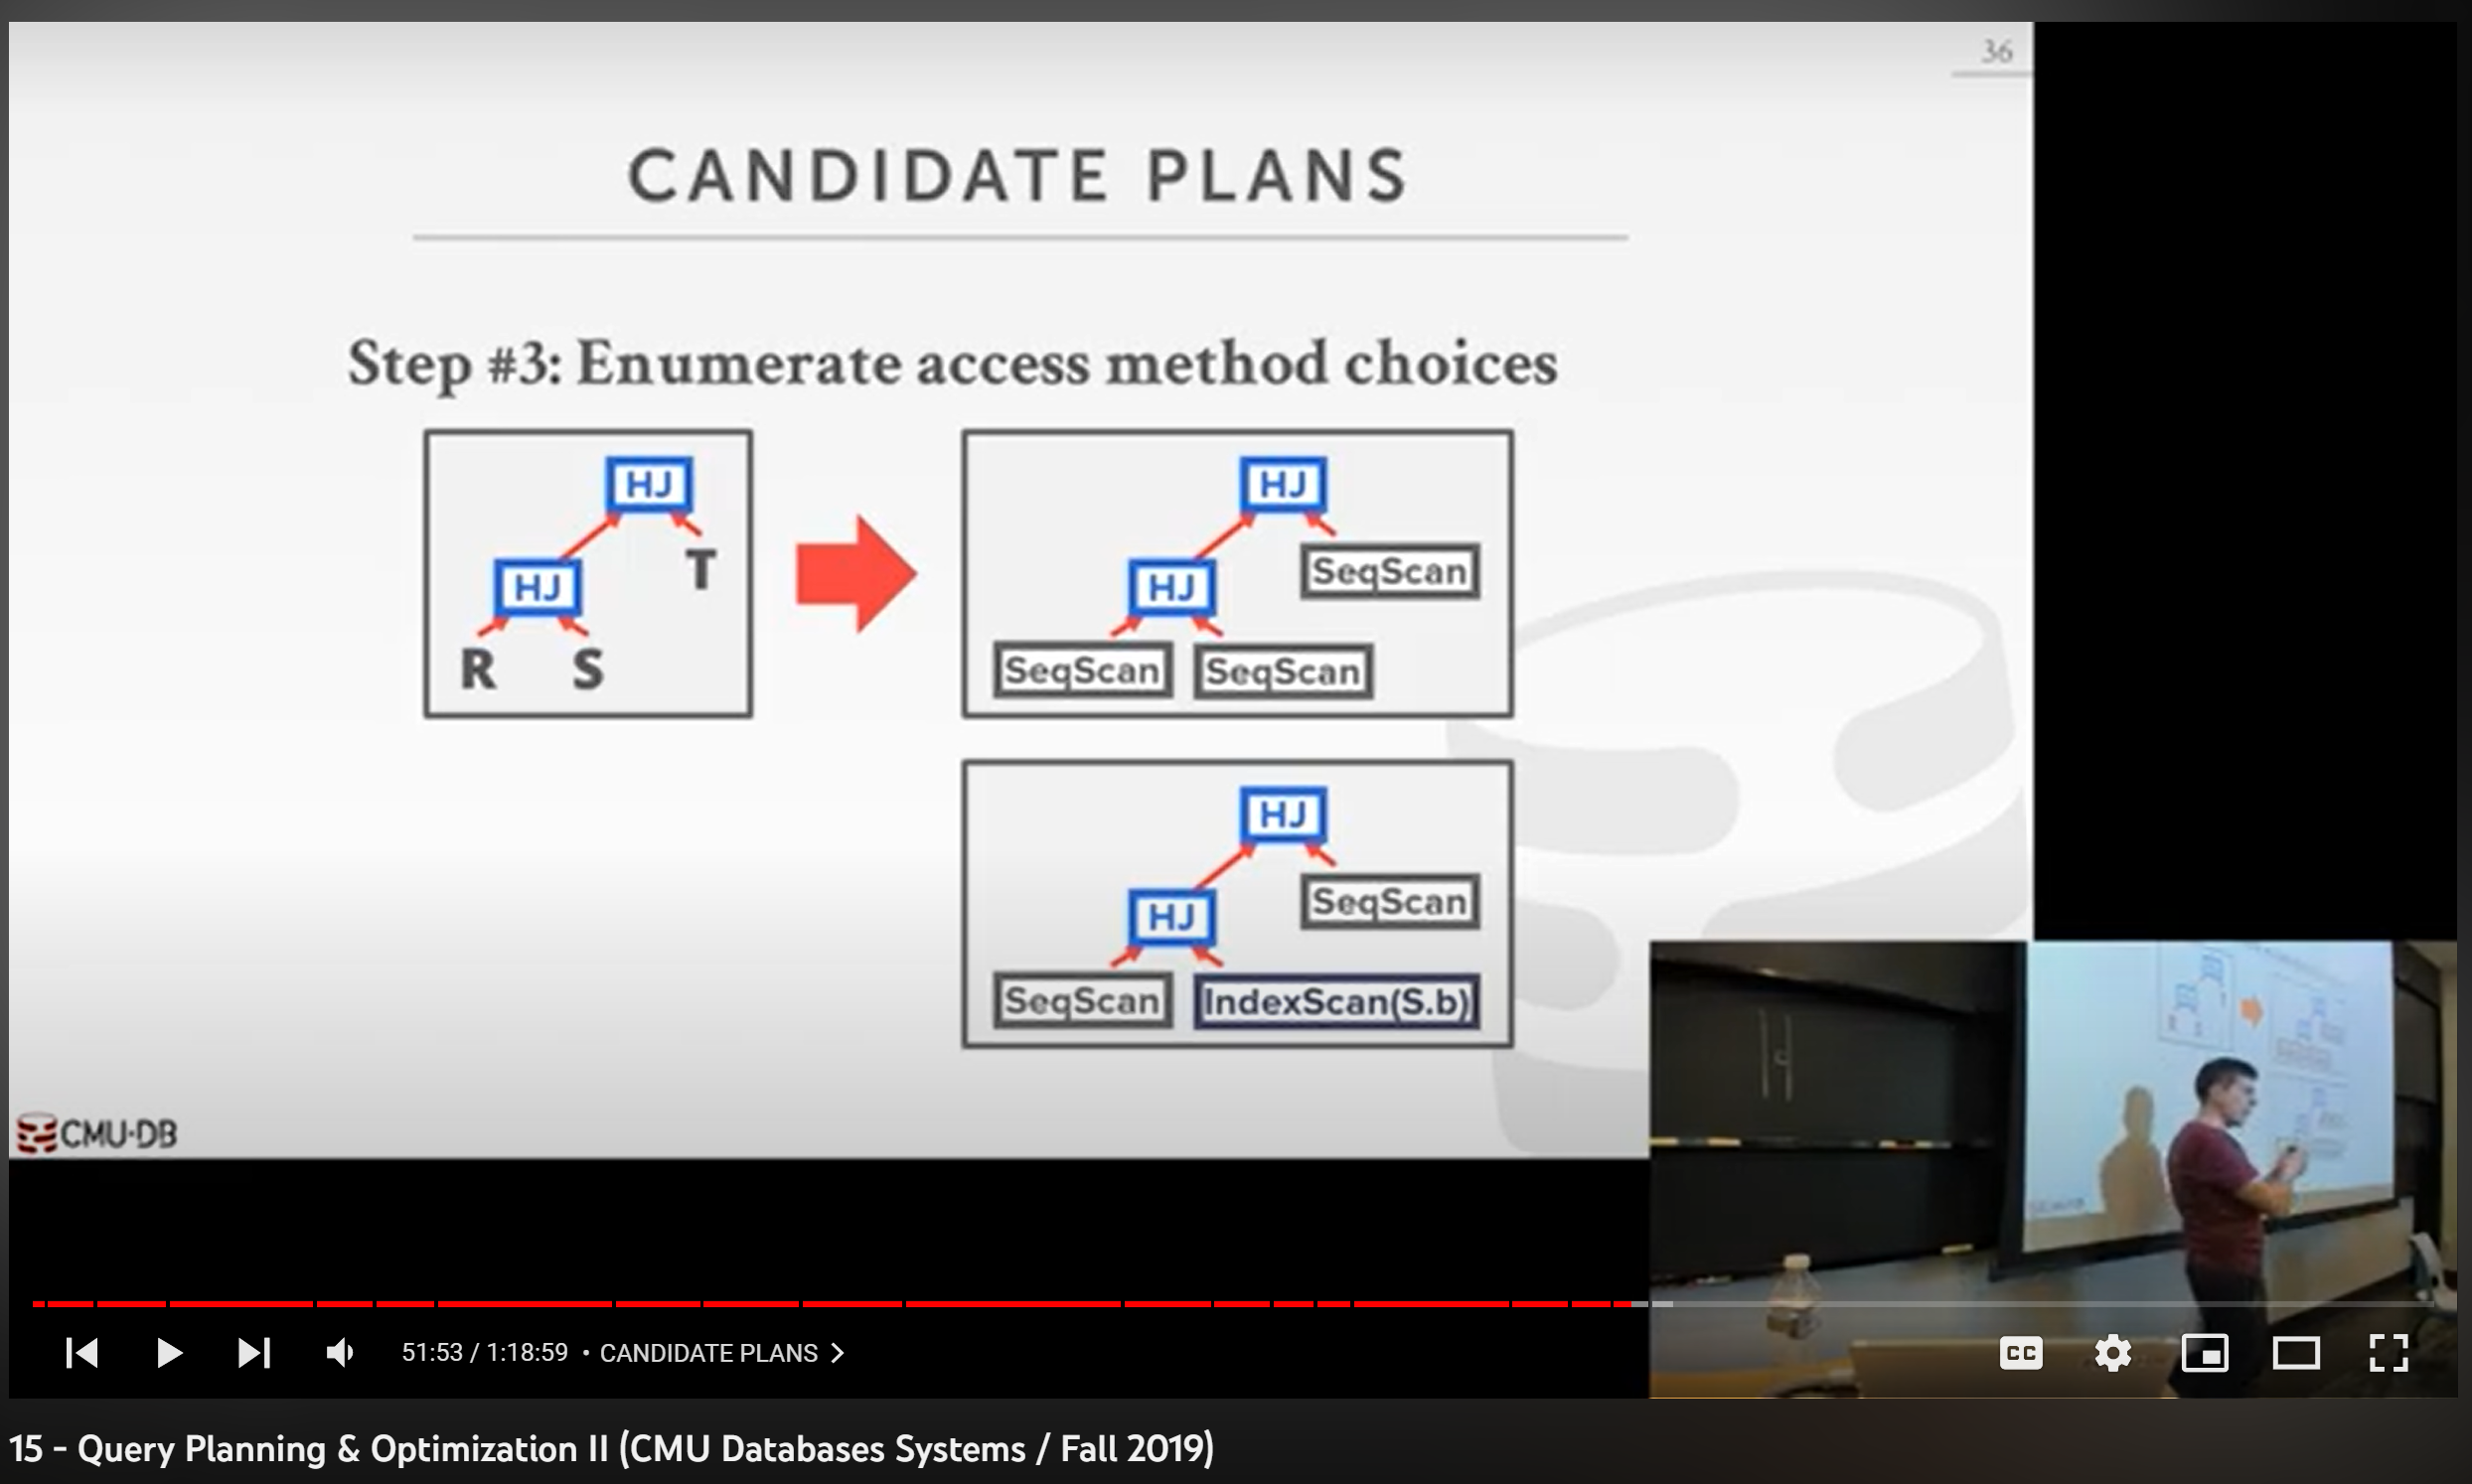 36
CANDIDATE PLANS
Step #3: Enumerate access method choices
HJ
HJ
T
R S
HJ
HJ
SeqScan
SeqScan SeqScan
HJ
HJ
SeqScan
SeqScan IndexScan(S.b)
CMU·DB
51:53 / 1:18:59 • CANDIDATE PLANS
CC
15 - Query Planning & Optimization II (CMU Databases Systems / Fall 2019)